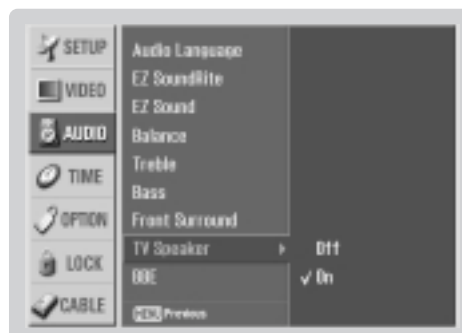 SETUP
VIDEO
AUDIO
TIME
OPTION
LOCK
CABLE
Audio Language
EZ SoundRite
EZ Sound
Balance
Treble
Bass
Front Surround
TV Speaker
BBE
MENU Previous
Off
✓ On